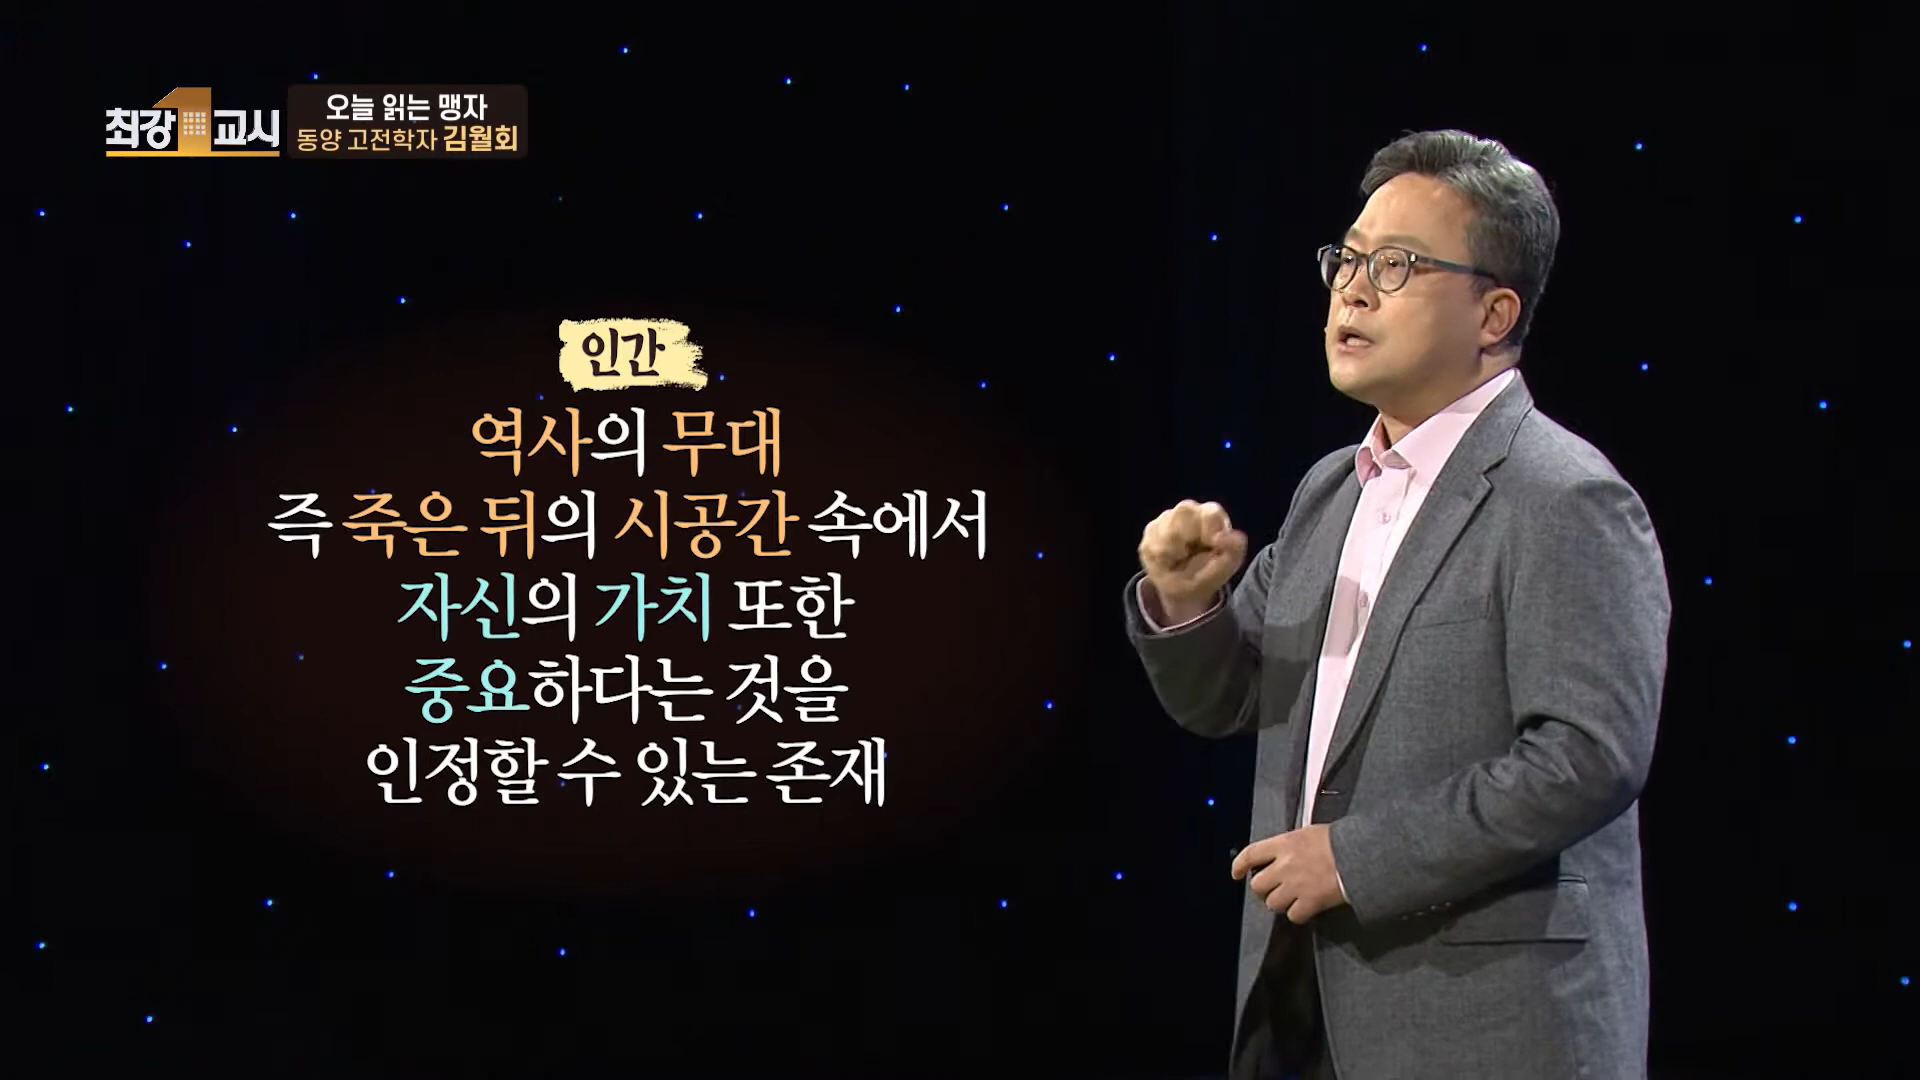 최강1교시
오늘 읽는 맹자
동양 고전학자 김월회
인간
역사의 무대
즉 죽은 뒤의 시공간 속에서
자신의 가치 또한
중요하다는 것을
인정할 수 있는 존재